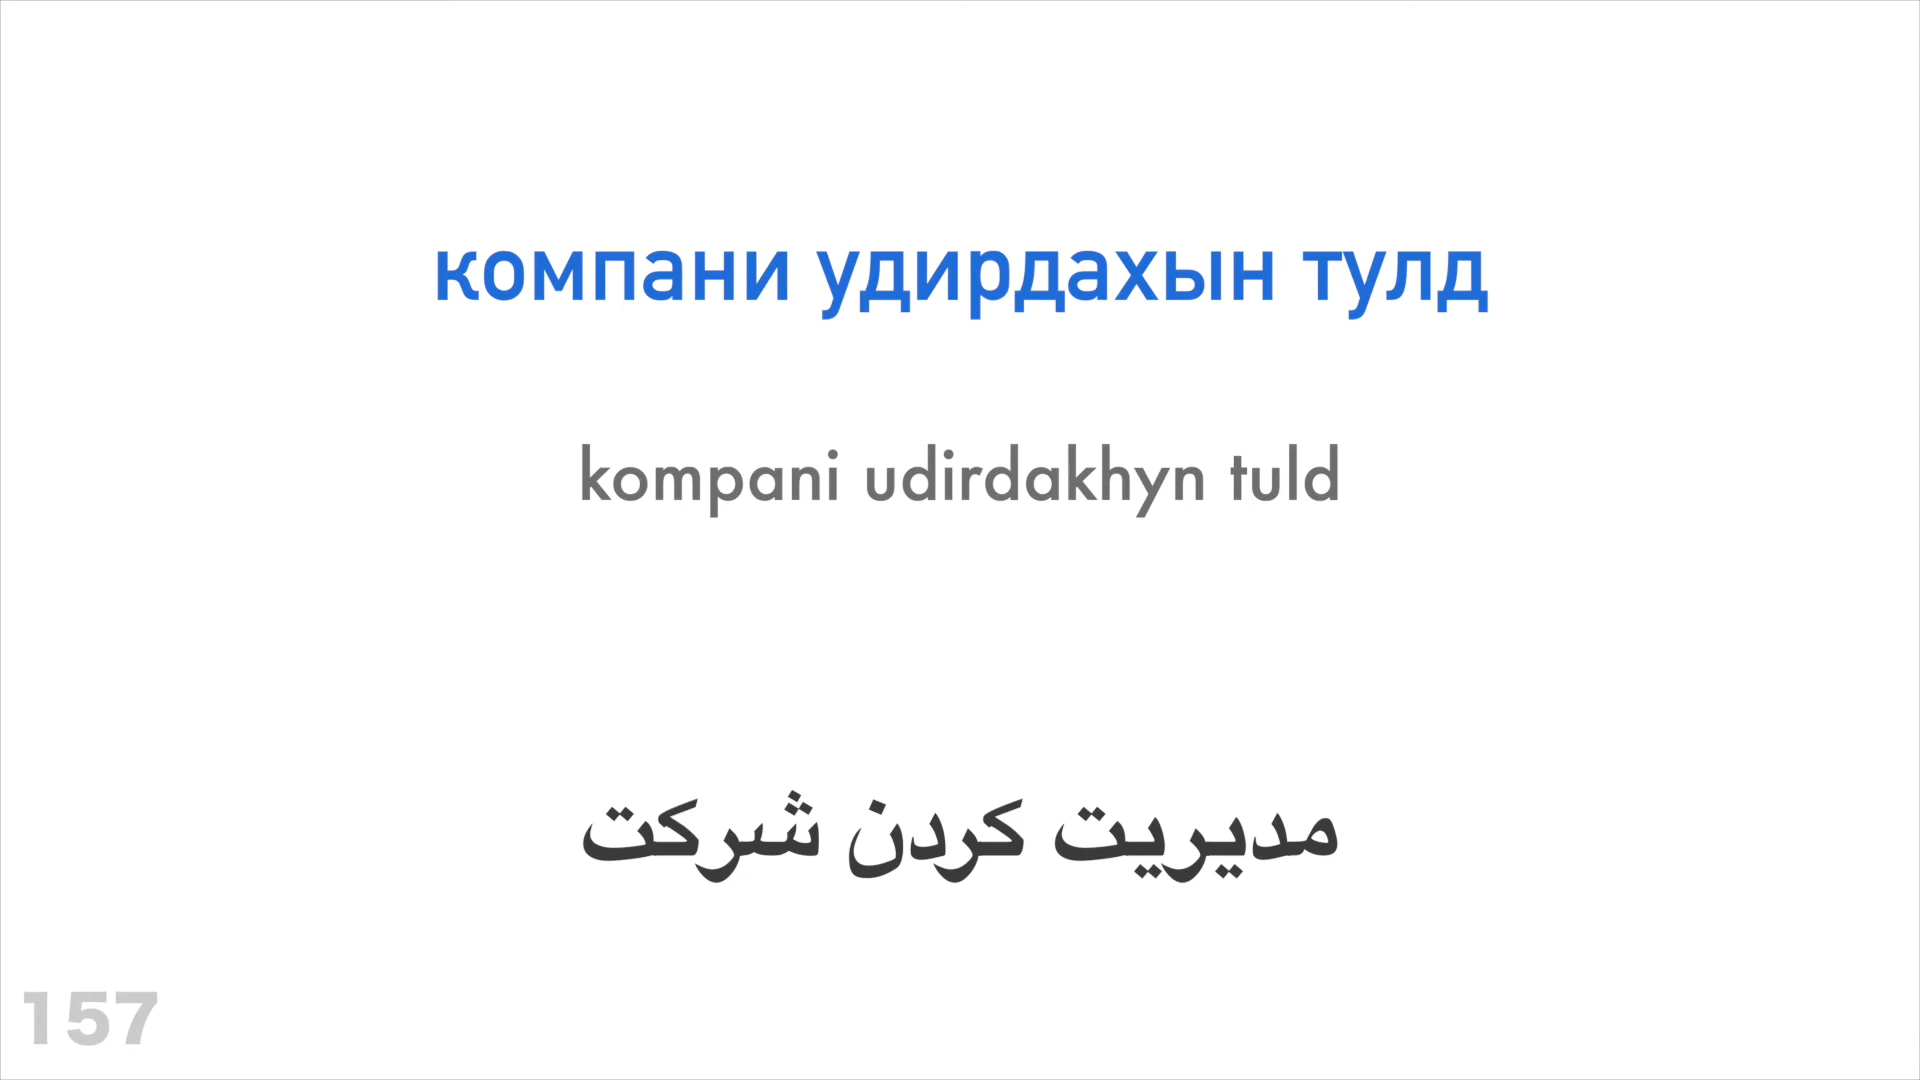 компани удирдахын тулд
kompani udirdakhyn tuld
مدیریت کردن شرکت
157